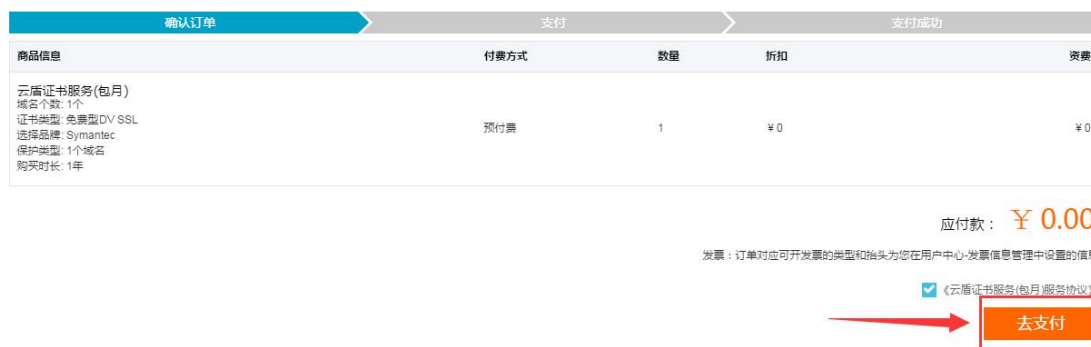 确认订单 支付 支付成功
商品信息 付费方式 数量 折扣 资费
云盾证书服务(包月)
域名个数: 1个
证书类型: 免费型DV SSL
选择品牌: Symantec
保护类型: 1个域名
购买时长: 1年
预付费 1 ¥ 0 ¥ 0
应付款： ¥ 0.00
发票：订单对应可开发票的类型和抬头为您在用户中心-发票信息管理中设置的信
《云盾证书服务(包月)服务协议》
去支付